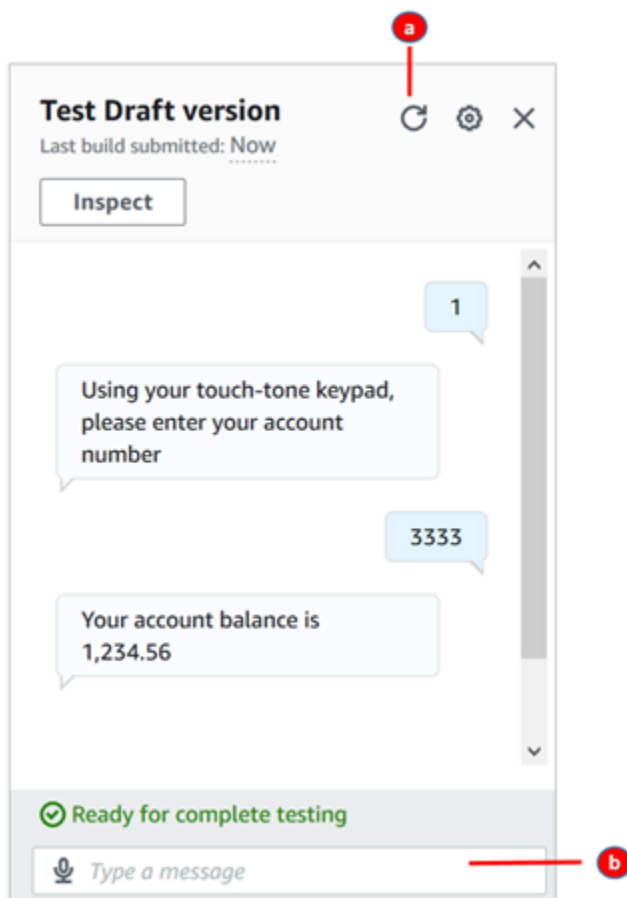 a
Test Draft version
Last build submitted: Now
Inspect
1
Using your touch-tone keypad,
please enter your account
number
3333
Your account balance is
1,234.56
Ready for complete testing
Type a message
b